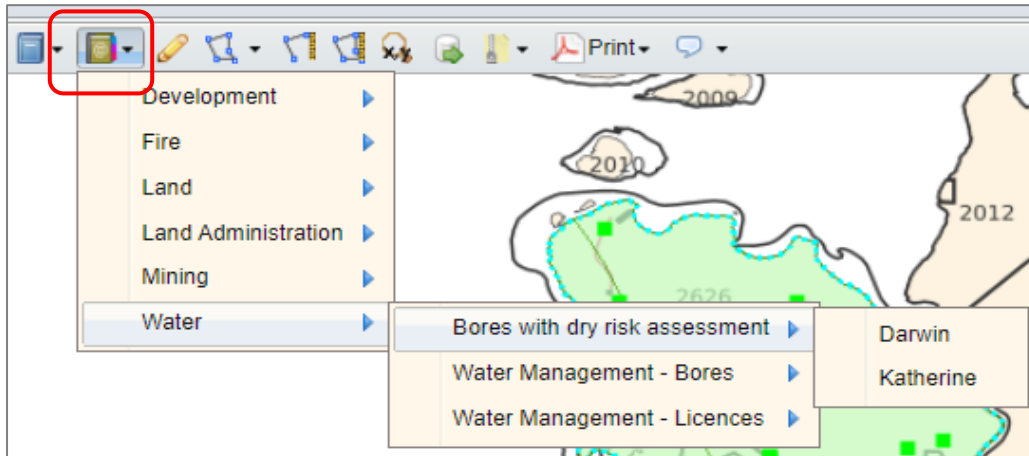 Print
Development
Fire
Land
Land Administration
Mining
Water
Bores with dry risk assessment
Water Management - Bores
Water Management - Licences
Darwin
Katherine
2009
2010
2012
2626